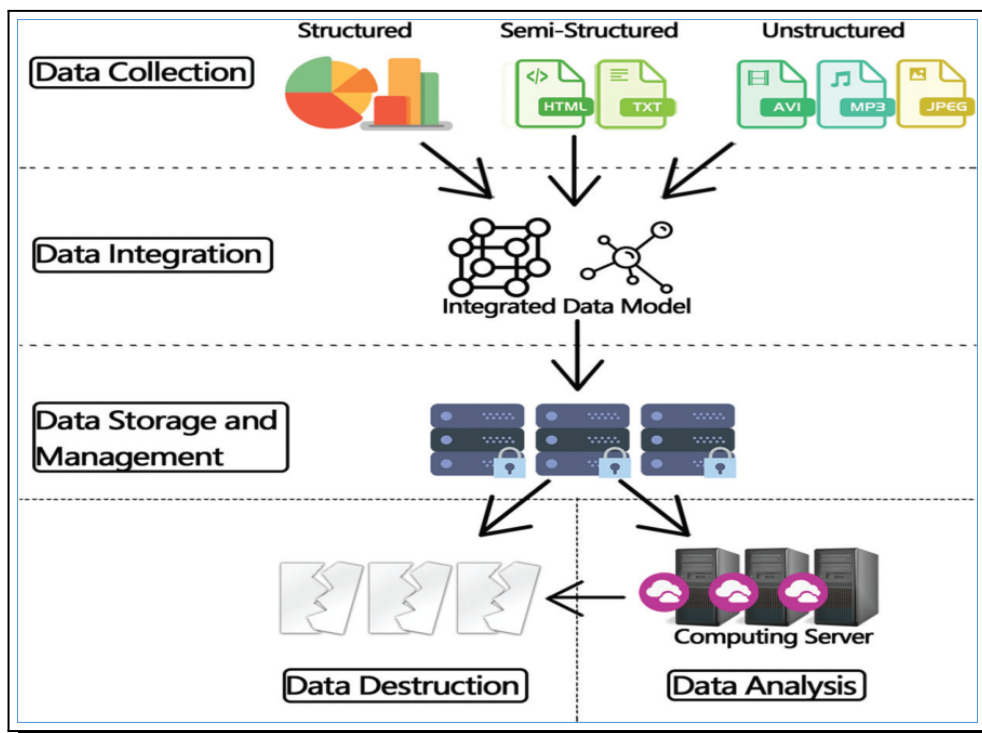 Structured
Semi-Structured
Unstructured
Data Collection
</>
HTML
TXT
AVI
MP3
JPEG
Data Integration
Integrated Data Model
Data Storage and
Management
Computing Server
Data Destruction
Data Analysis